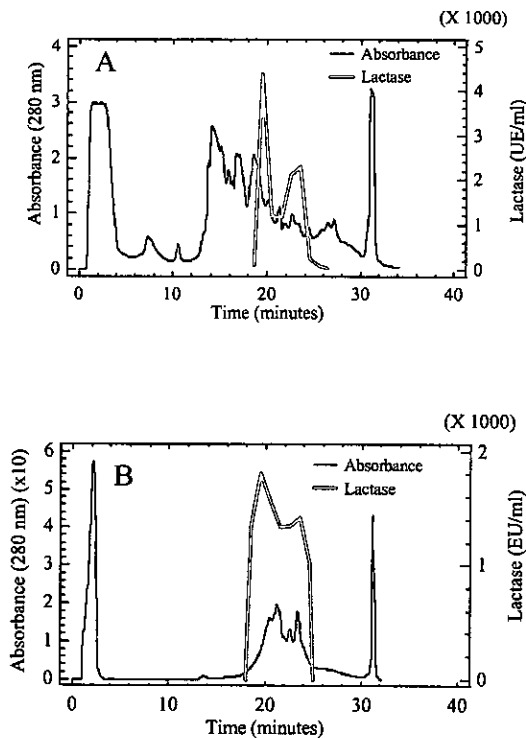 (X 1000)
A
Absorbance
Lactase
Absorbance (280 nm)
4
3
2
1
0
5
4
3
2
1
0
Lactase (UE/ml)
0 10 20 30 40
Time (minutes)
(X 1000)
B
Absorbance
Lactase
Absorbance (280 nm) (x10)
6
5
4
3
2
1
0
2
1
0
Lactase (EU/ml)
0 10 20 30 40
Time (minutes)